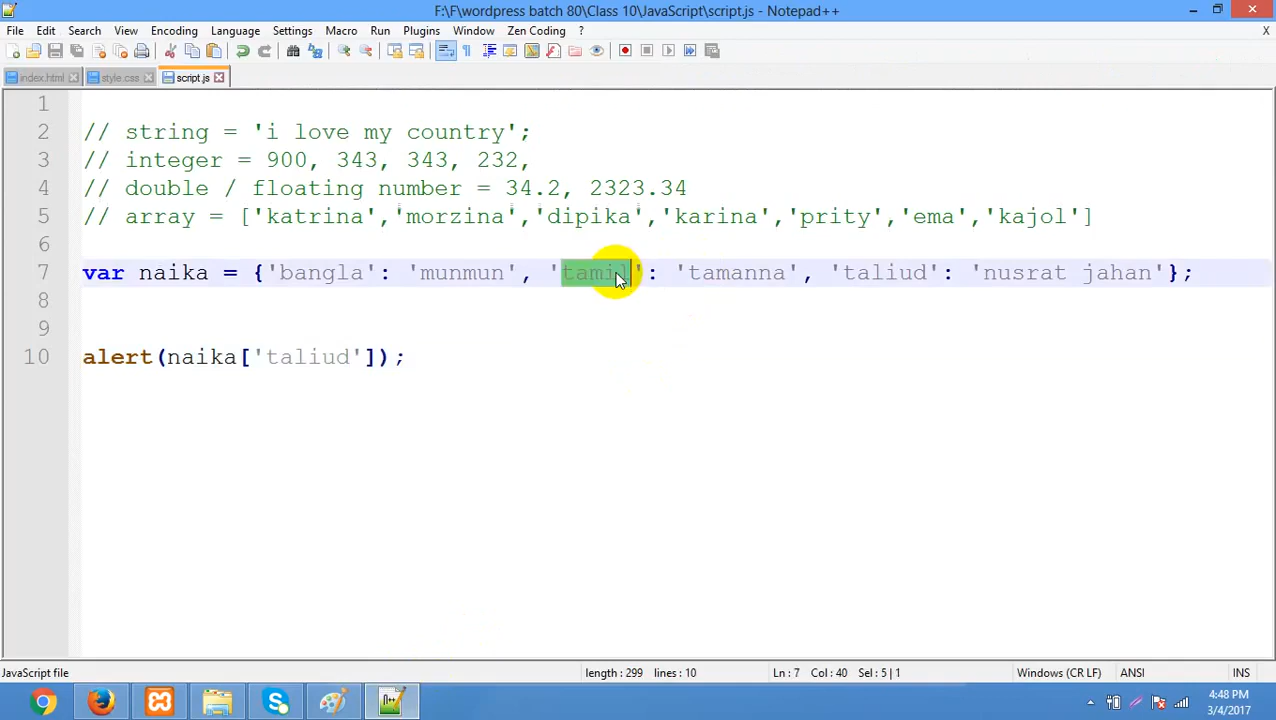 F:\F\wordpress batch 80\Class 10\JavaScript\script.js - Notepad++
File Edit Search View Encoding Language Settings Macro Run Plugins Window Zen Coding ? X
index.html style.css script.js
1
2 // string = 'i love my country';
3 // integer = 900, 343, 343, 232,
4 // double / floating number = 34.2, 2323.34
5 // array = ['katrina','morzina','dipika','karina','prity','ema','kajol']
6
7 var naika = {'bangla': 'munmun', 'tamil': 'tamanna', 'taliud': 'nusrat jahan'};
8
9
10 alert(naika['taliud']);
JavaScript file length : 299 lines : 10 Ln : 7 Col : 40 Sel : 5 | 1 Windows (CR LF) ANSI INS
4:48 PM
3/4/2017